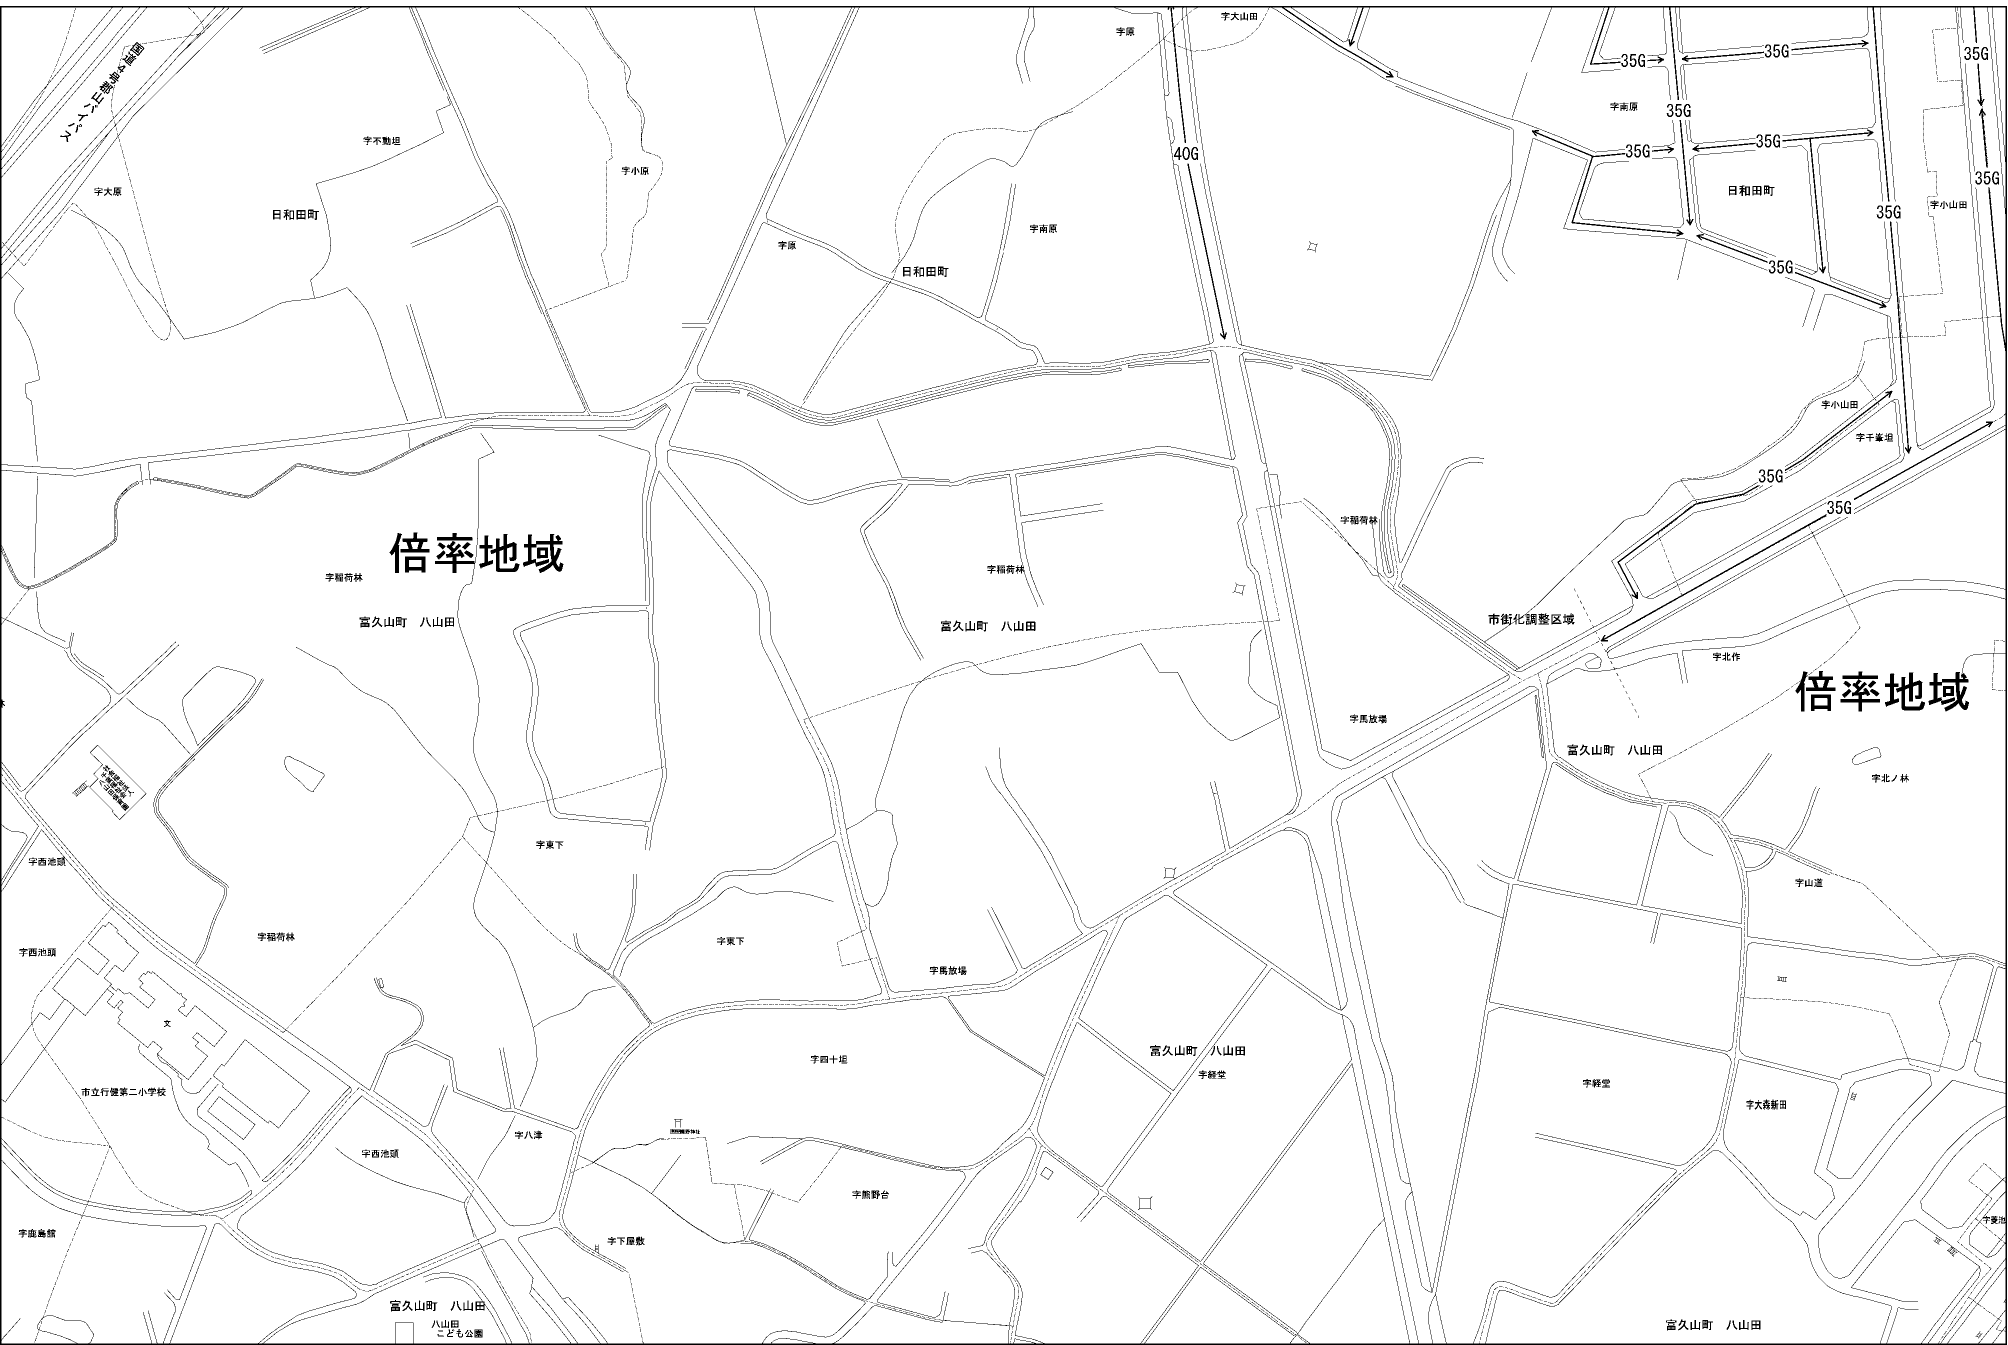 字大山田
字原
国道4号郡山バイパス
35G
35G
35G
35G
字南原
35G
字不動坦
35G
35G
40G
字小原
35G
字大原
日和田町
日和田町
字小山田
35G
字南原
字原
35G
日和田町
字小山田
字千峯坦
35G
35G
字稲荷林
倍率地域
字稲荷林
字稲荷林
富久山町　八山田
富久山町　八山田
市街化調整区域
字北作
倍率地域
字馬放場
富久山町　八山田
字北ノ林
字東下
字西池頭
字山道
字稲荷林
字東下
字西池頭
字馬放場
文
富久山町　八山田
字四十坦
字経堂
字経堂
市立行健第二小学校
字大森新田
字八津
字西池頭
字熊野台
字菱池
字鹿島館
字下屋敷
富久山町　八山田
八山田
こども公園
富久山町　八山田